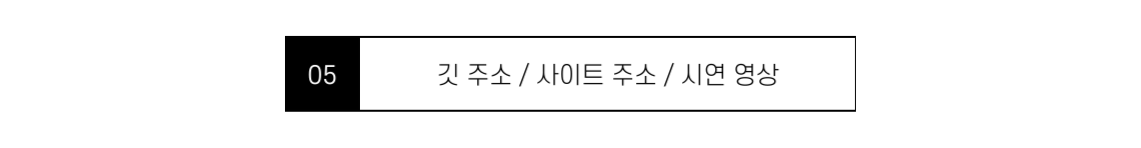 05 깃 주소 / 사이트 주소 / 시연 영상